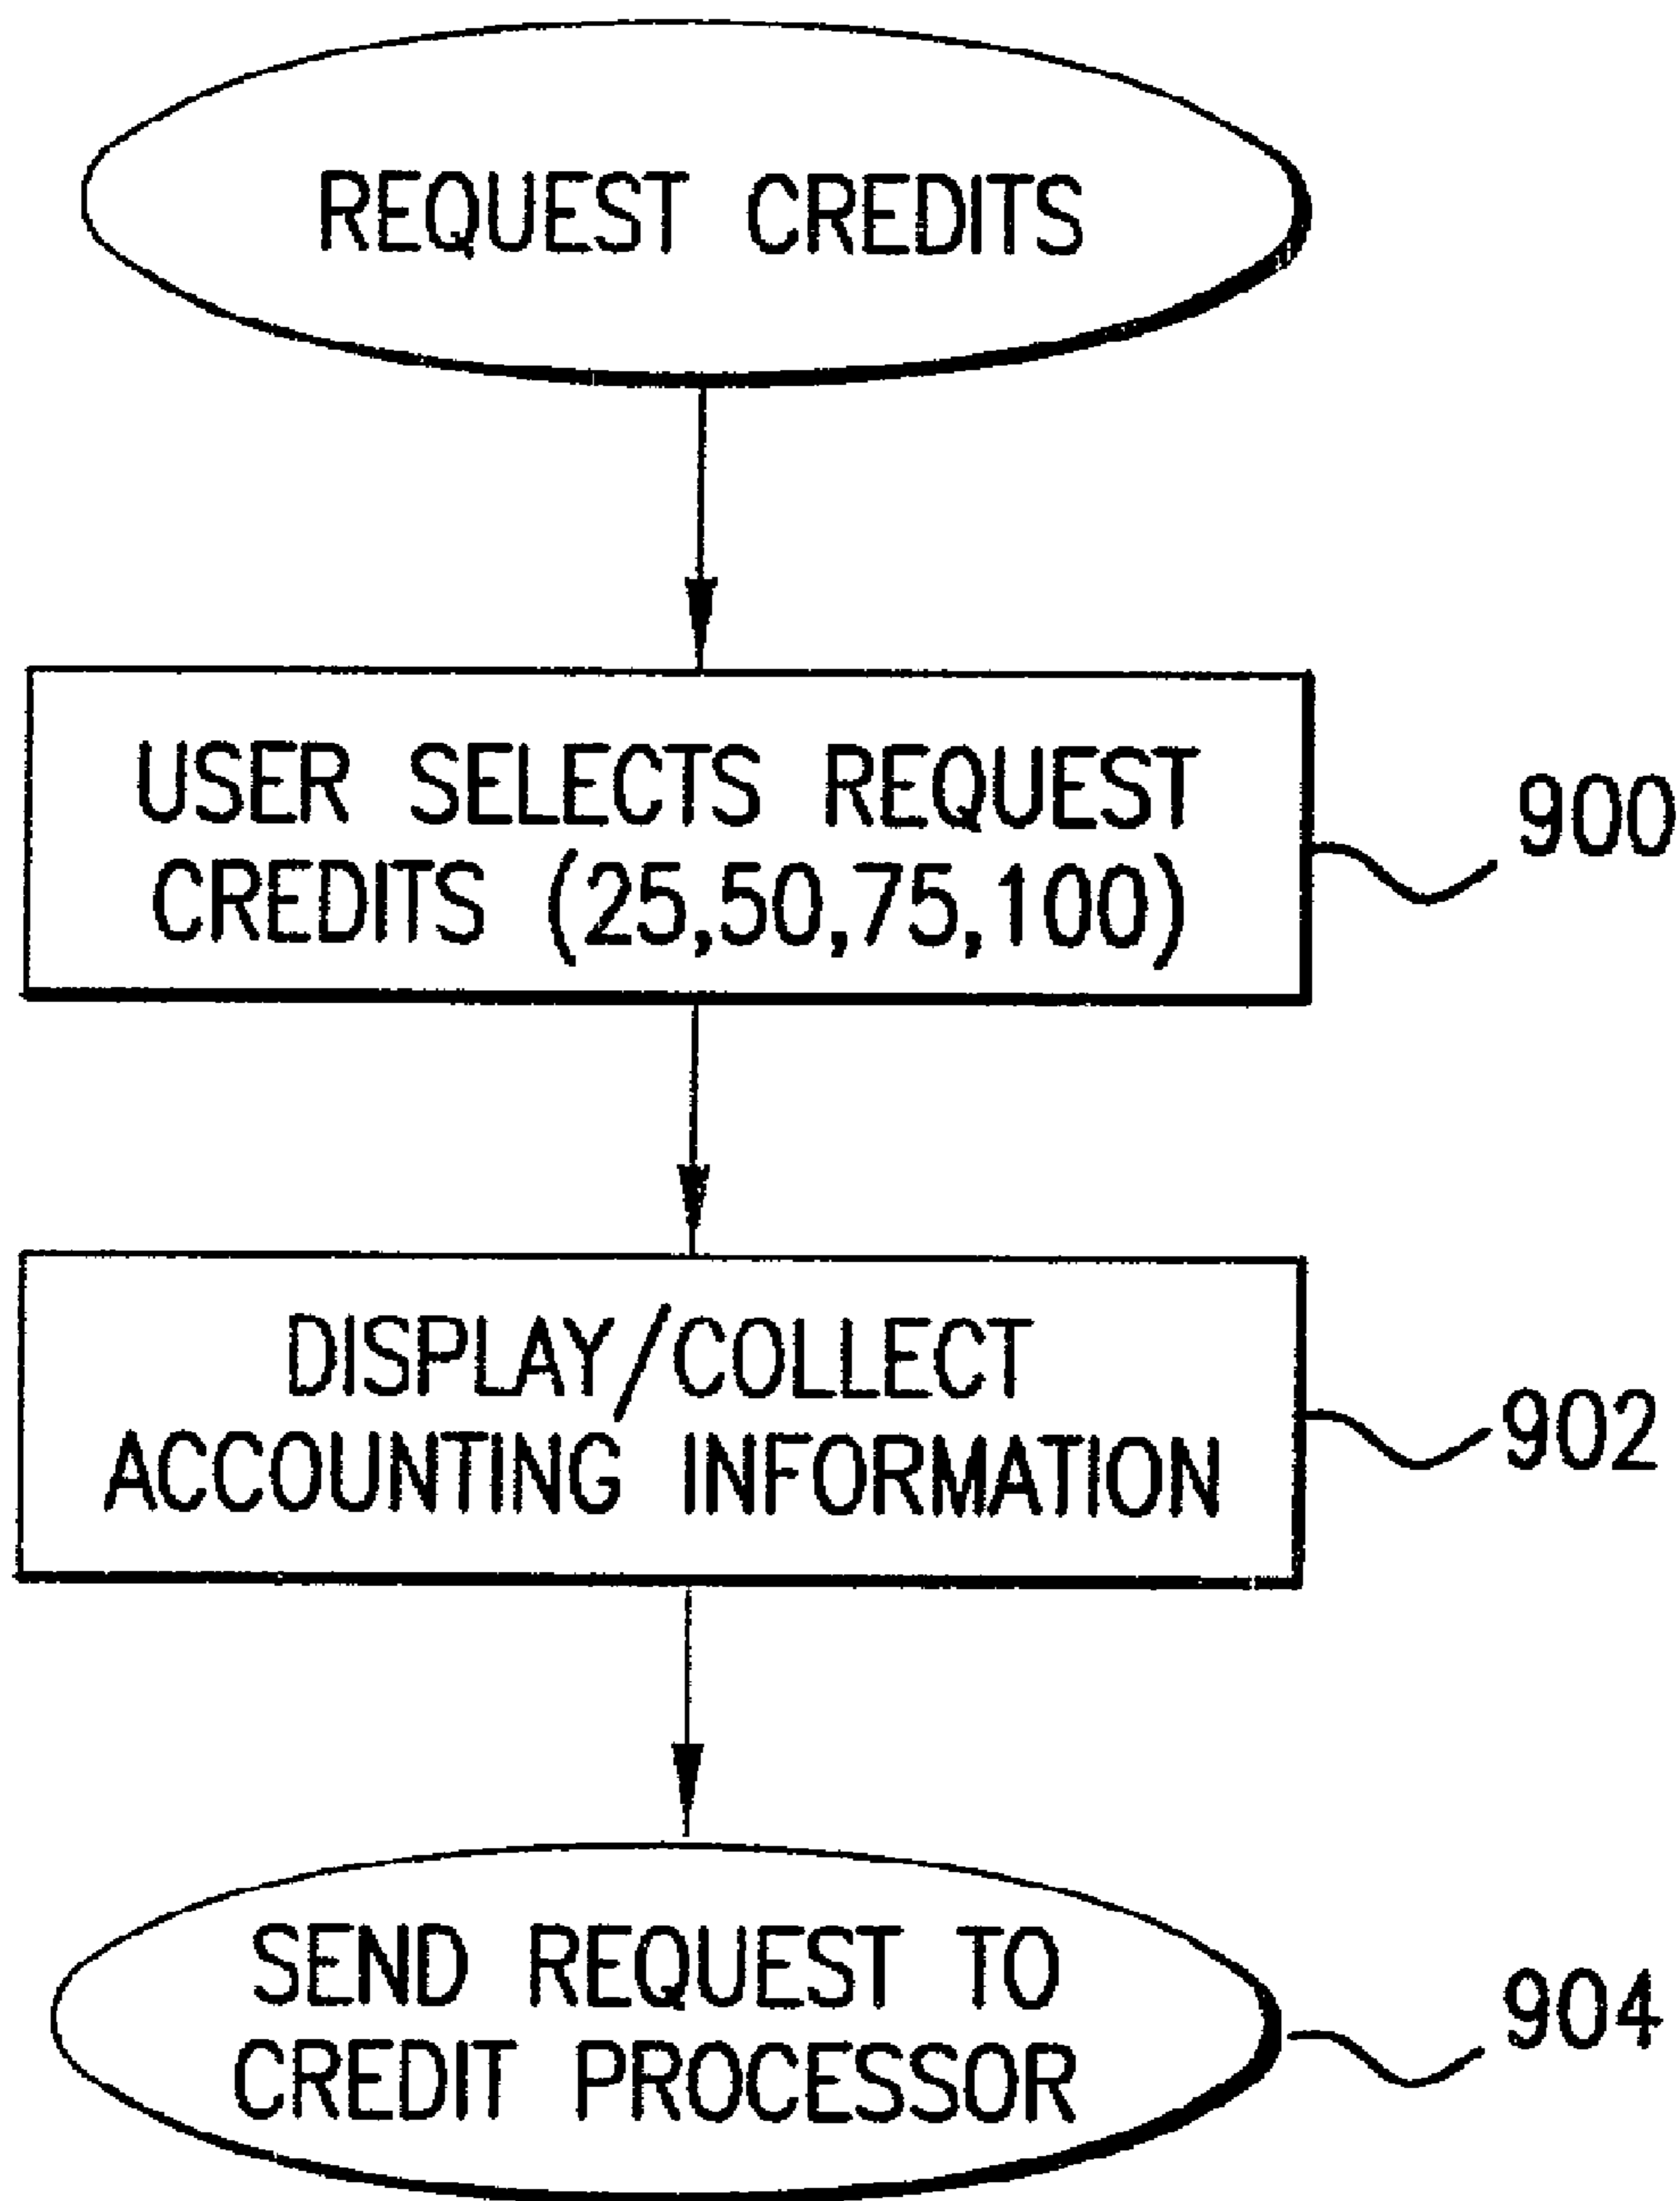 REQUEST CREDITS
USER SELECTS REQUEST
CREDITS (25,50,75,100)
900
DISPLAY/COLLECT
ACCOUNTING INFORMATION
902
SEND REQUEST TO
CREDIT PROCESSOR
904